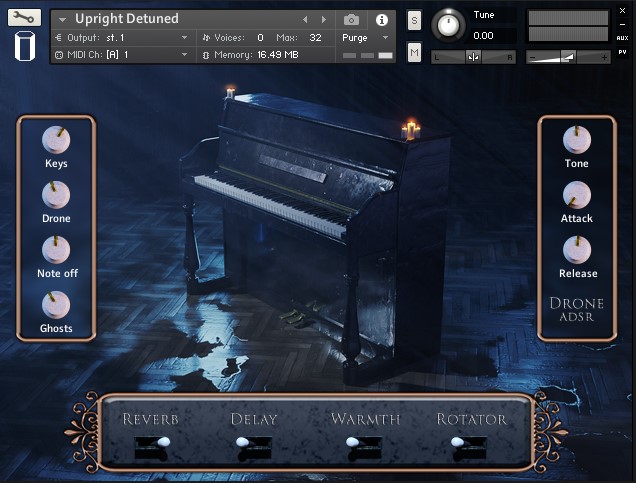 Upright Detuned
Output: st.1
Voices: 0 Max: 32
Purge
MIDI Ch: [A] 1
Memory: 16.49 MB
S
M
Tune
0.00
L
R
- +
×
–
AUX
PV
i
Keys
Drone
Note off
Ghosts
Tone
Attack
Release
DRONE
ADSR
REVERB DELAY WARMTH ROTATOR